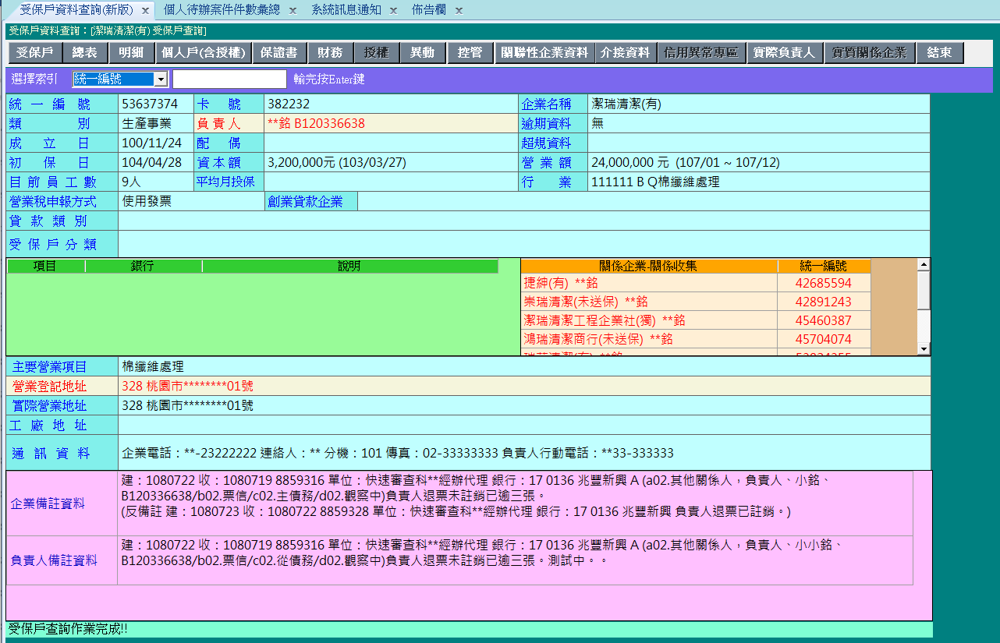 受保戶資料查詢(新版) x 個人待辦案件件數彙總 x 系統訊息通知 x 佈告欄 x
受保戶資料查詢：[潔瑞清潔(有) 受保戶查詢]
受保戶 總表 明細 個人戶(含授權) 保證書 財務 授權 異動 控管 關聯性企業資料 介接資料 信用異常專區 實際負責人 實質關係企業 結束
選擇索引 統一編號 輸完按Enter鍵
統一編號 53637374 卡號 382232 企業名稱 潔瑞清潔(有)
類別 生產事業 負責人 **銘 B120336638 逾期資料 無
成立日 100/11/24 配偶 超規資料
初保日 104/04/28 資本額 3,200,000元 (103/03/27) 營業額 24,000,000 元 (107/01 ~ 107/12)
目前員工數 9人 平均月投保 行業 111111 B Q棉纖維處理
營業稅申報方式 使用發票 創業貸款企業
貸款類別
受保戶分類
項目 銀行 說明 關係企業-關係收集 統一編號
捷紳(有) **銘 42685594
崇瑞清潔(未送保) **銘 42891243
潔瑞清潔工程企業社(獨) **銘 45460387
鴻瑞清潔商行(未送保) **銘 45704074
主要營業項目 棉纖維處理
營業登記地址 328 桃園市********01號
實際營業地址 328 桃園市********01號
工廠地址
通訊資料 企業電話：**-23222222 連絡人：** 分機：101 傳真：02-33333333 負責人行動電話：**33-333333
企業備註資料 建：1080722 收：1080719 8859316 單位：快速審查科**經辦代理 銀行：17 0136 兆豐新興 A (a02.其他關係人，負責人、小銘、
B120336638/b02.票信/c02.主債務/d02.觀察中)負責人退票未註銷已逾三張。
(反備註 建：1080723 收：1080722 8859328 單位：快速審查科**經辦代理 銀行：17 0136 兆豐新興 負責人退票已註銷。)
負責人備註資料 建：1080722 收：1080719 8859316 單位：快速審查科**經辦代理 銀行：17 0136 兆豐新興 A (a02.其他關係人，負責人、小小銘、
B120336638/b02.票信/c02.從債務/d02.觀察中)負責人退票未註銷已逾三張。測試中。。
受保戶查詢作業完成!!